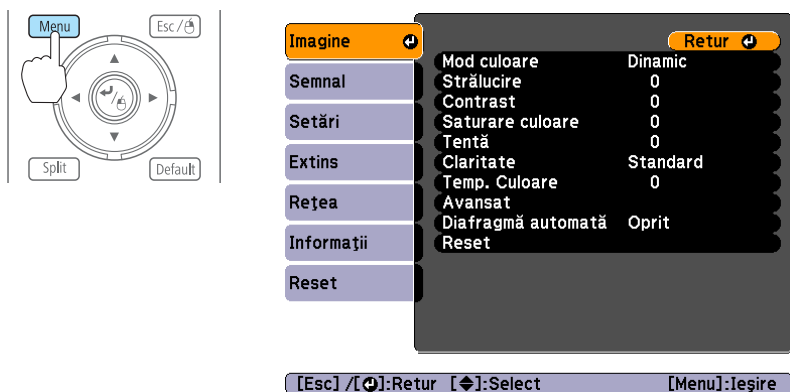 Menu
Esc /
Split
Default
Imagine
Semnal
Setări
Extins
Reţea
Informaţii
Reset
Retur
Mod culoare Dinamic
Strălucire 0
Contrast 0
Saturare culoare 0
Tentă 0
Claritate Standard
Temp. Culoare 0
Avansat
Diafragmă automată Oprit
Reset
[Esc] /[ ]:Retur [ ]:Select [Menu]:Ieşire